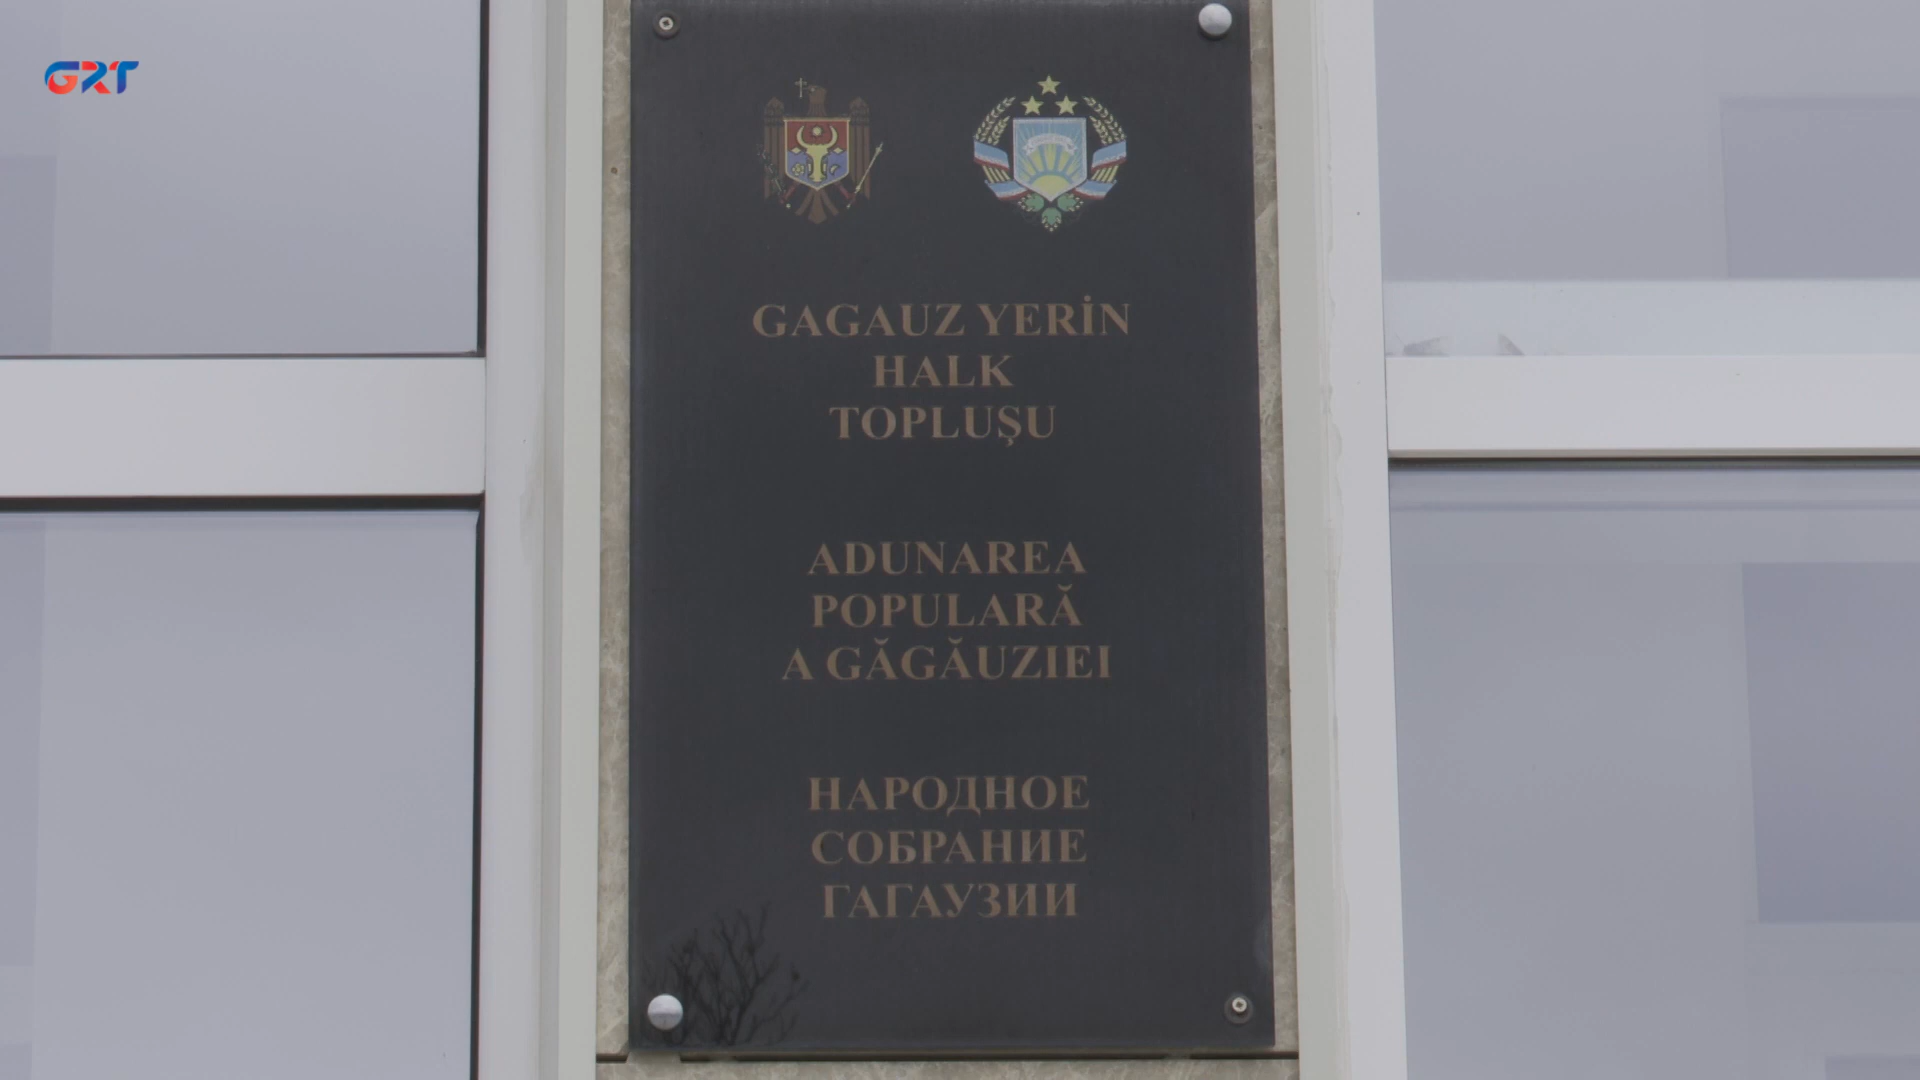 GRT
GAGAUZ YERİN
HALK
TOPLUŞU
ADUNAREA
POPULARĂ
A GĂGĂUZIEI
НАРОДНОЕ
СОБРАНИЕ
ГАГАУЗИИ